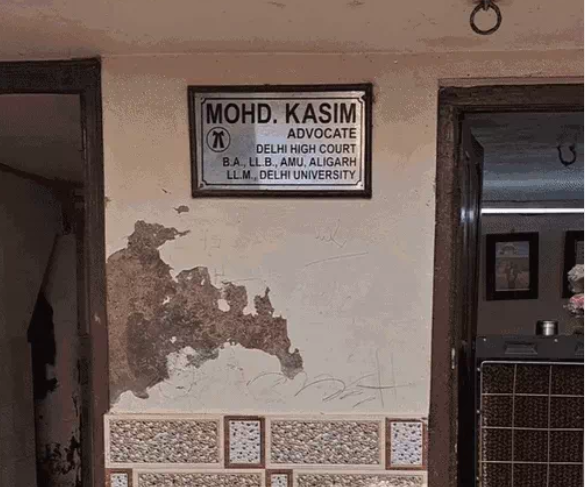 MOHD. KASIM
ADVOCATE
DELHI HIGH COURT
B.A., LL.B., AMU, ALIGARH
LL.M., DELHI UNIVERSITY